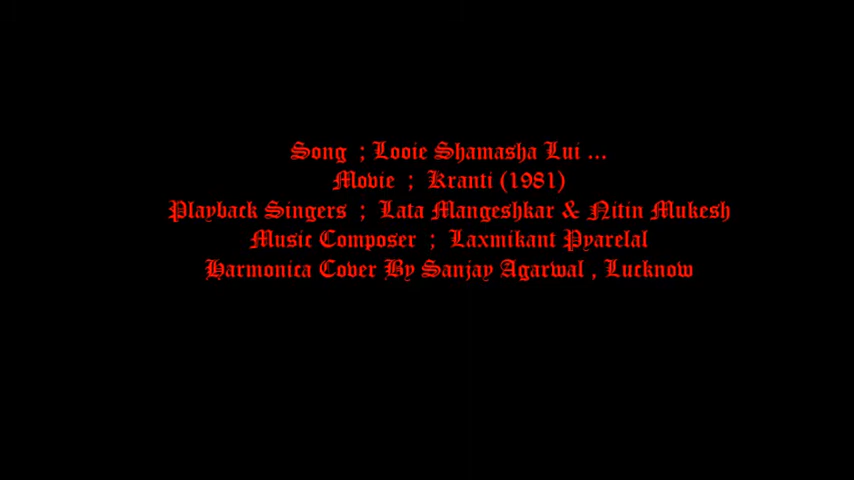 Song ; Looie Shamasha Lui ...
Movie ; Kranti (1981)
Playback Singers ; Lata Mangeshkar & Nitin Mukesh
Music Composer ; Laxmikant Pyarelal
Harmonica Cover By Sanjay Agarwal , Lucknow